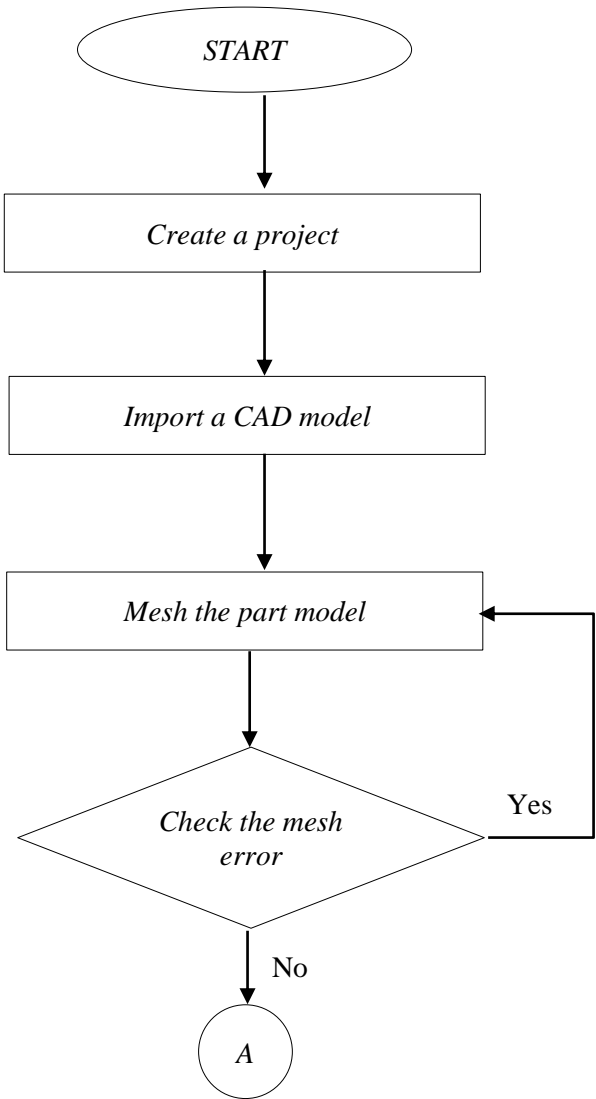 START
Create a project
Import a CAD model
Mesh the part model
Check the mesh
error
Yes
No
A